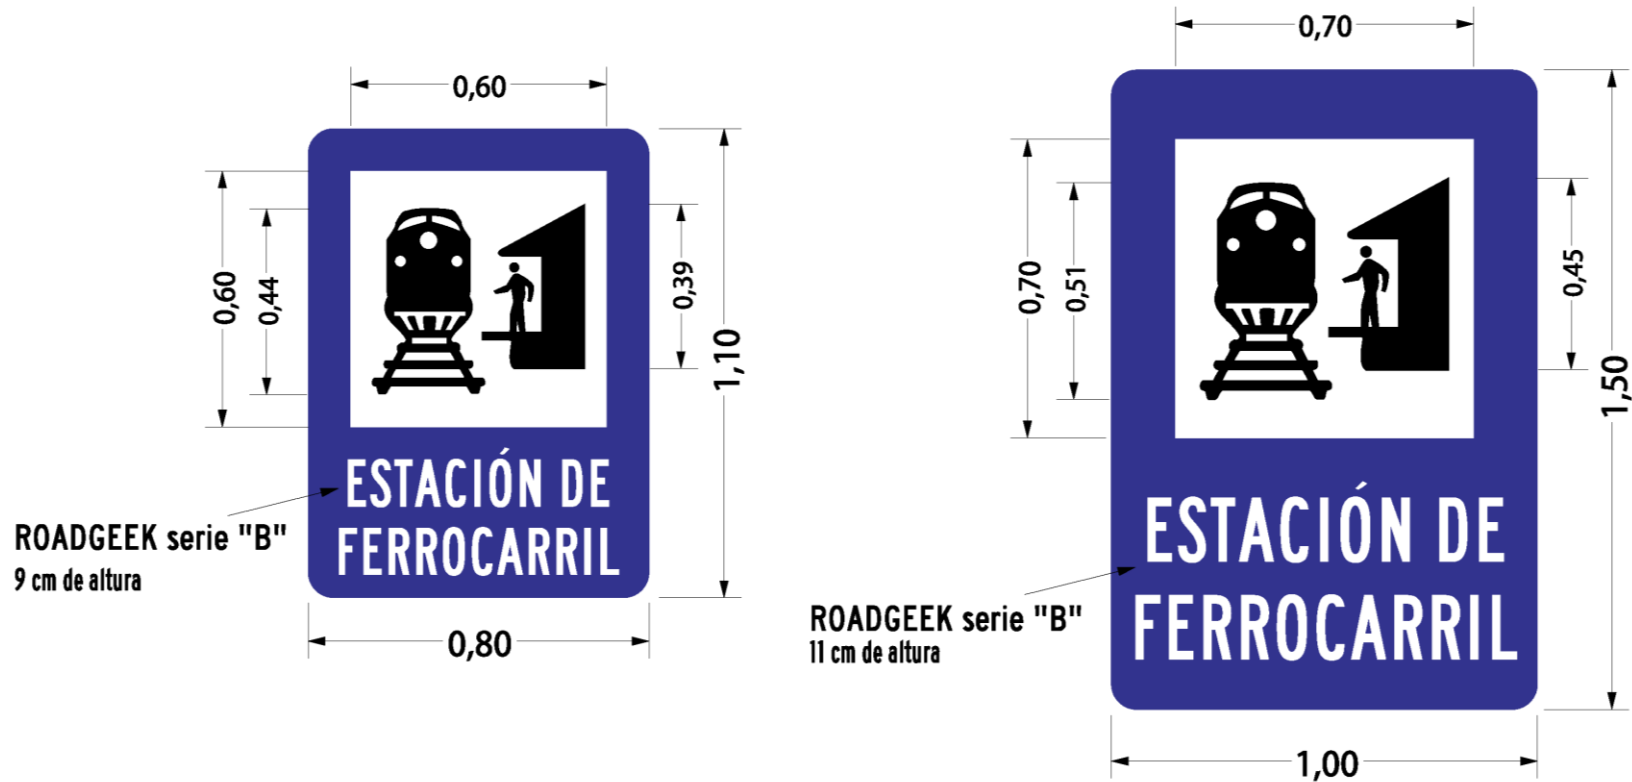 0,60
0,60
0,44
0,39
1,10
ESTACIÓN DE
FERROCARRIL
ROADGEEK serie "B"
9 cm de altura
0,80
0,70
0,70
0,51
0,45
1,50
ESTACIÓN DE
FERROCARRIL
ROADGEEK serie "B"
11 cm de altura
1,00